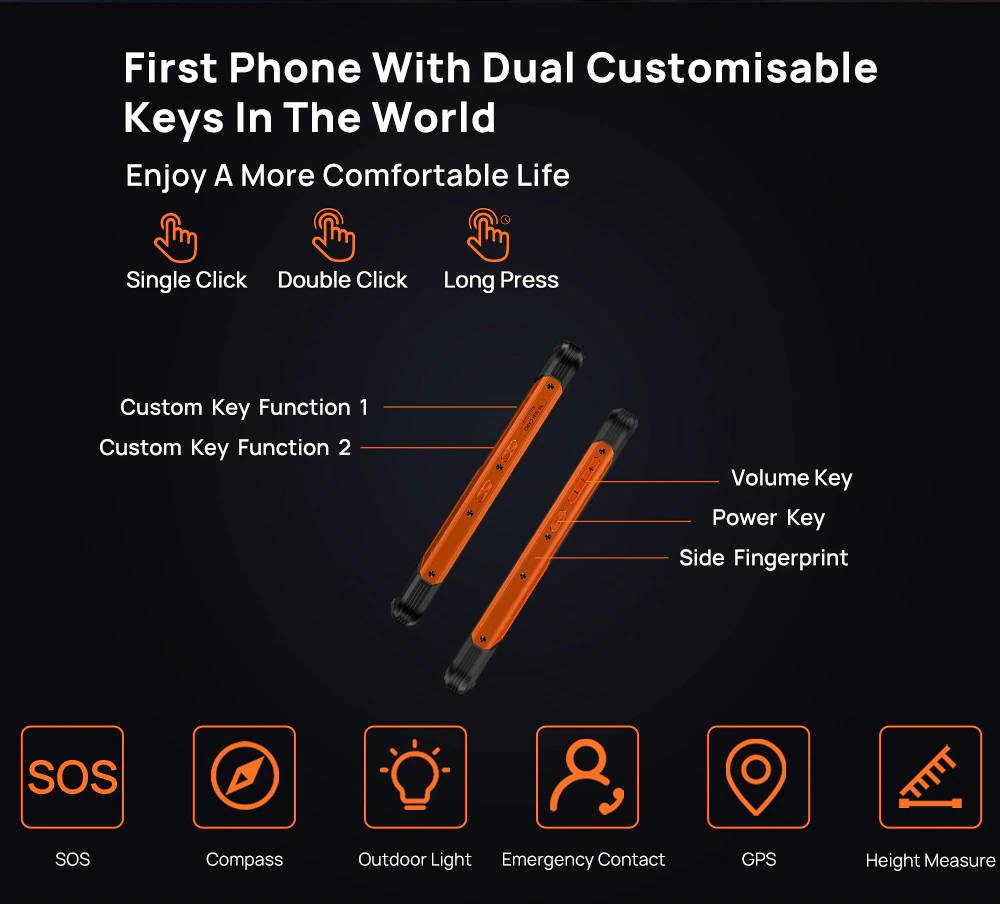 First Phone With Dual Customisable
Keys In The World
Enjoy A More Comfortable Life
Single Click
Double Click
Long Press
Custom Key Function 1
Custom Key Function 2
Volume Key
Power Key
Side Fingerprint
SOS
SOS
Compass
Outdoor Light
Emergency Contact
GPS
Height Measure